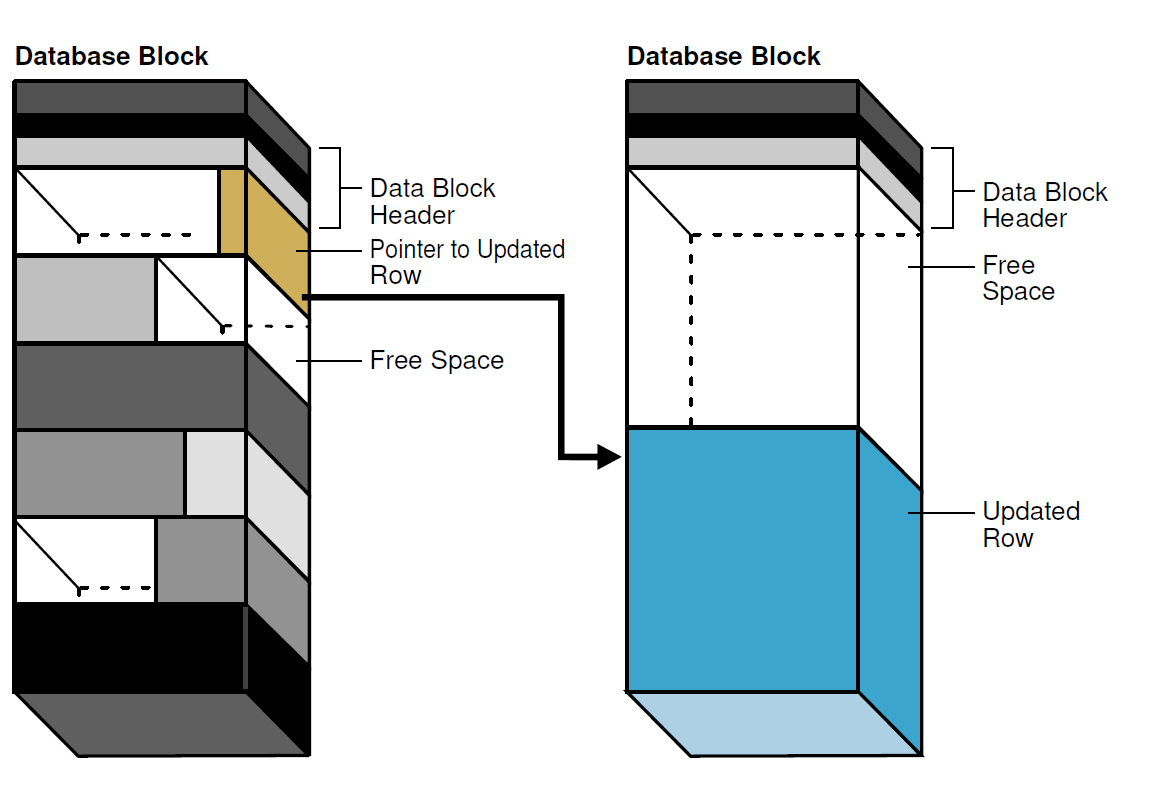 Database Block
Data Block
Header
Pointer to Updated
Row
Free Space
Database Block
Data Block
Header
Free
Space
Updated
Row